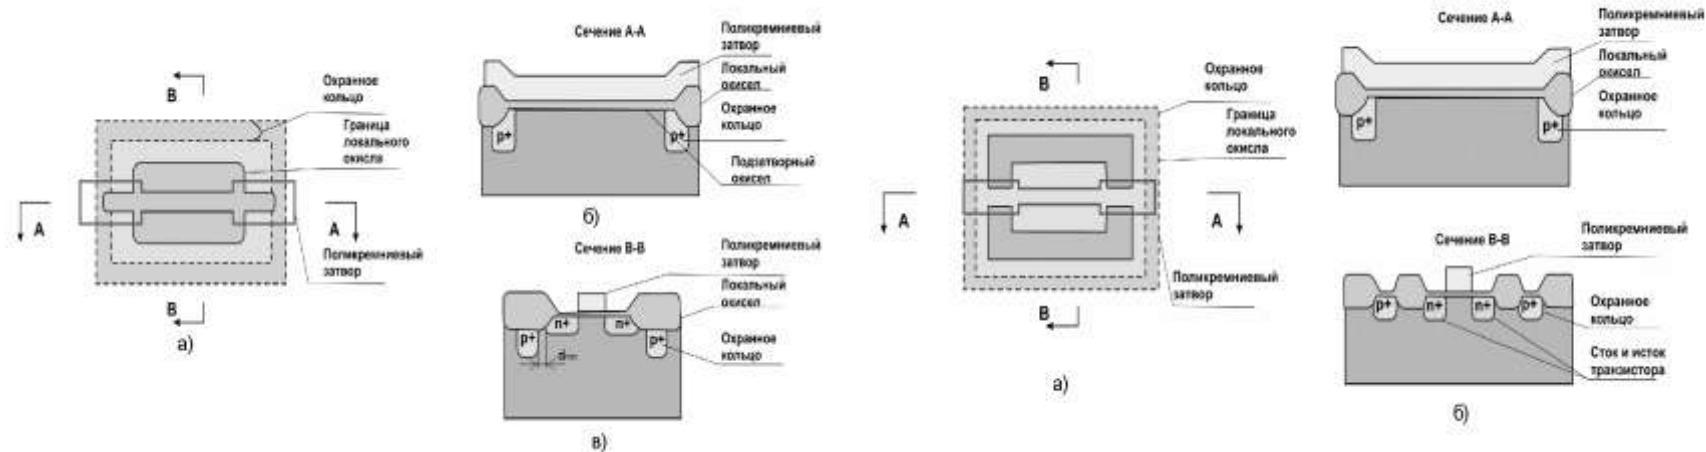 Охранное
кольцо
Граница
локального
окисла
Поликремниевый
затвор
В
В
А
А
а)
Сечение А-А
Поликремниевый
затвор
Локальный
окисел
Охранное
кольцо
Подзатворный
окисел
р+
р+
б)
Сечение В-В
Поликремниевый
затвор
Локальный
окисел
Охранное
кольцо
n+
n+
р+
р+
в)
Охранное
кольцо
Граница
локального
окисла
Поликремниевый
затвор
В
В
А
А
а)
Сечение А-А
Поликремниевый
затвор
Локальный
окисел
Охранное
кольцо
р+
р+
Сечение В-В
Поликремниевый
затвор
Охранное
кольцо
Сток и исток
транзистора
р+
n+
n+
р+
б)